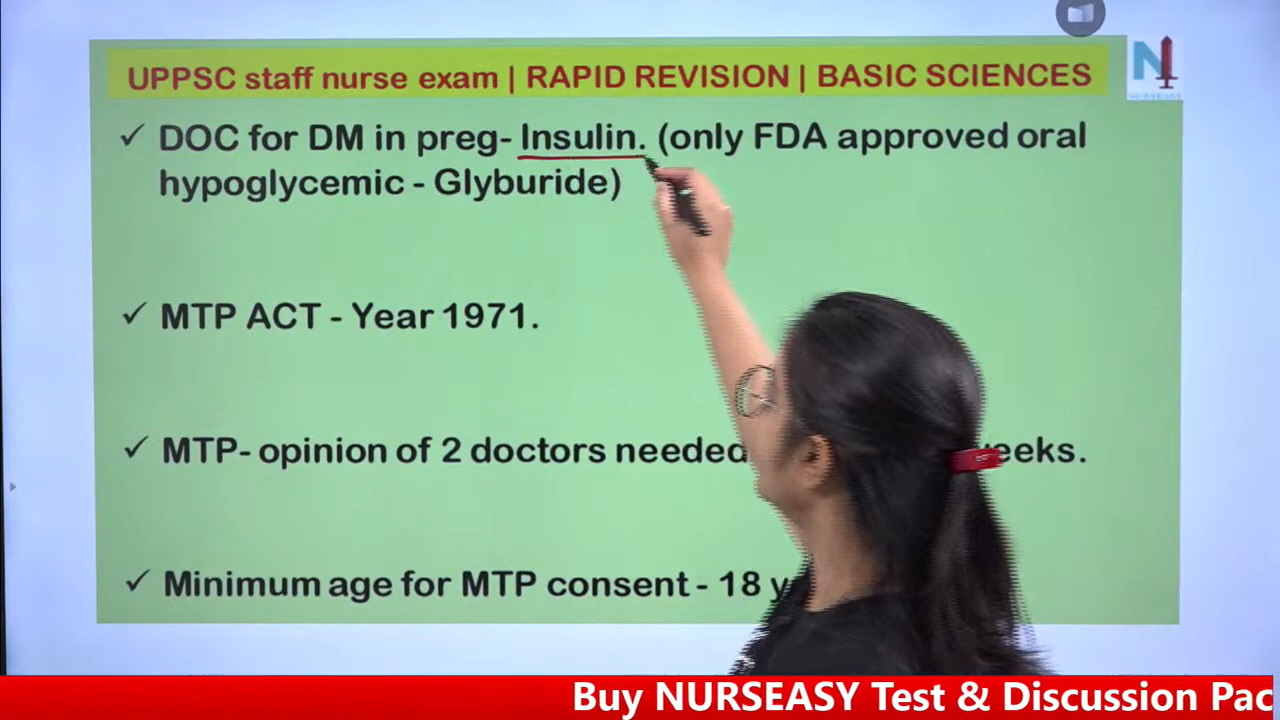 UPPSC staff nurse exam | RAPID REVISION | BASIC SCIENCES
✓ DOC for DM in preg- Insulin. (only FDA approved oral
hypoglycemic - Glyburide)
✓ MTP ACT - Year 1971.
✓ MTP- opinion of 2 doctors needed
✓ Minimum age for MTP consent - 18
NURSEASY
Buy NURSEASY Test & Discussion Pac